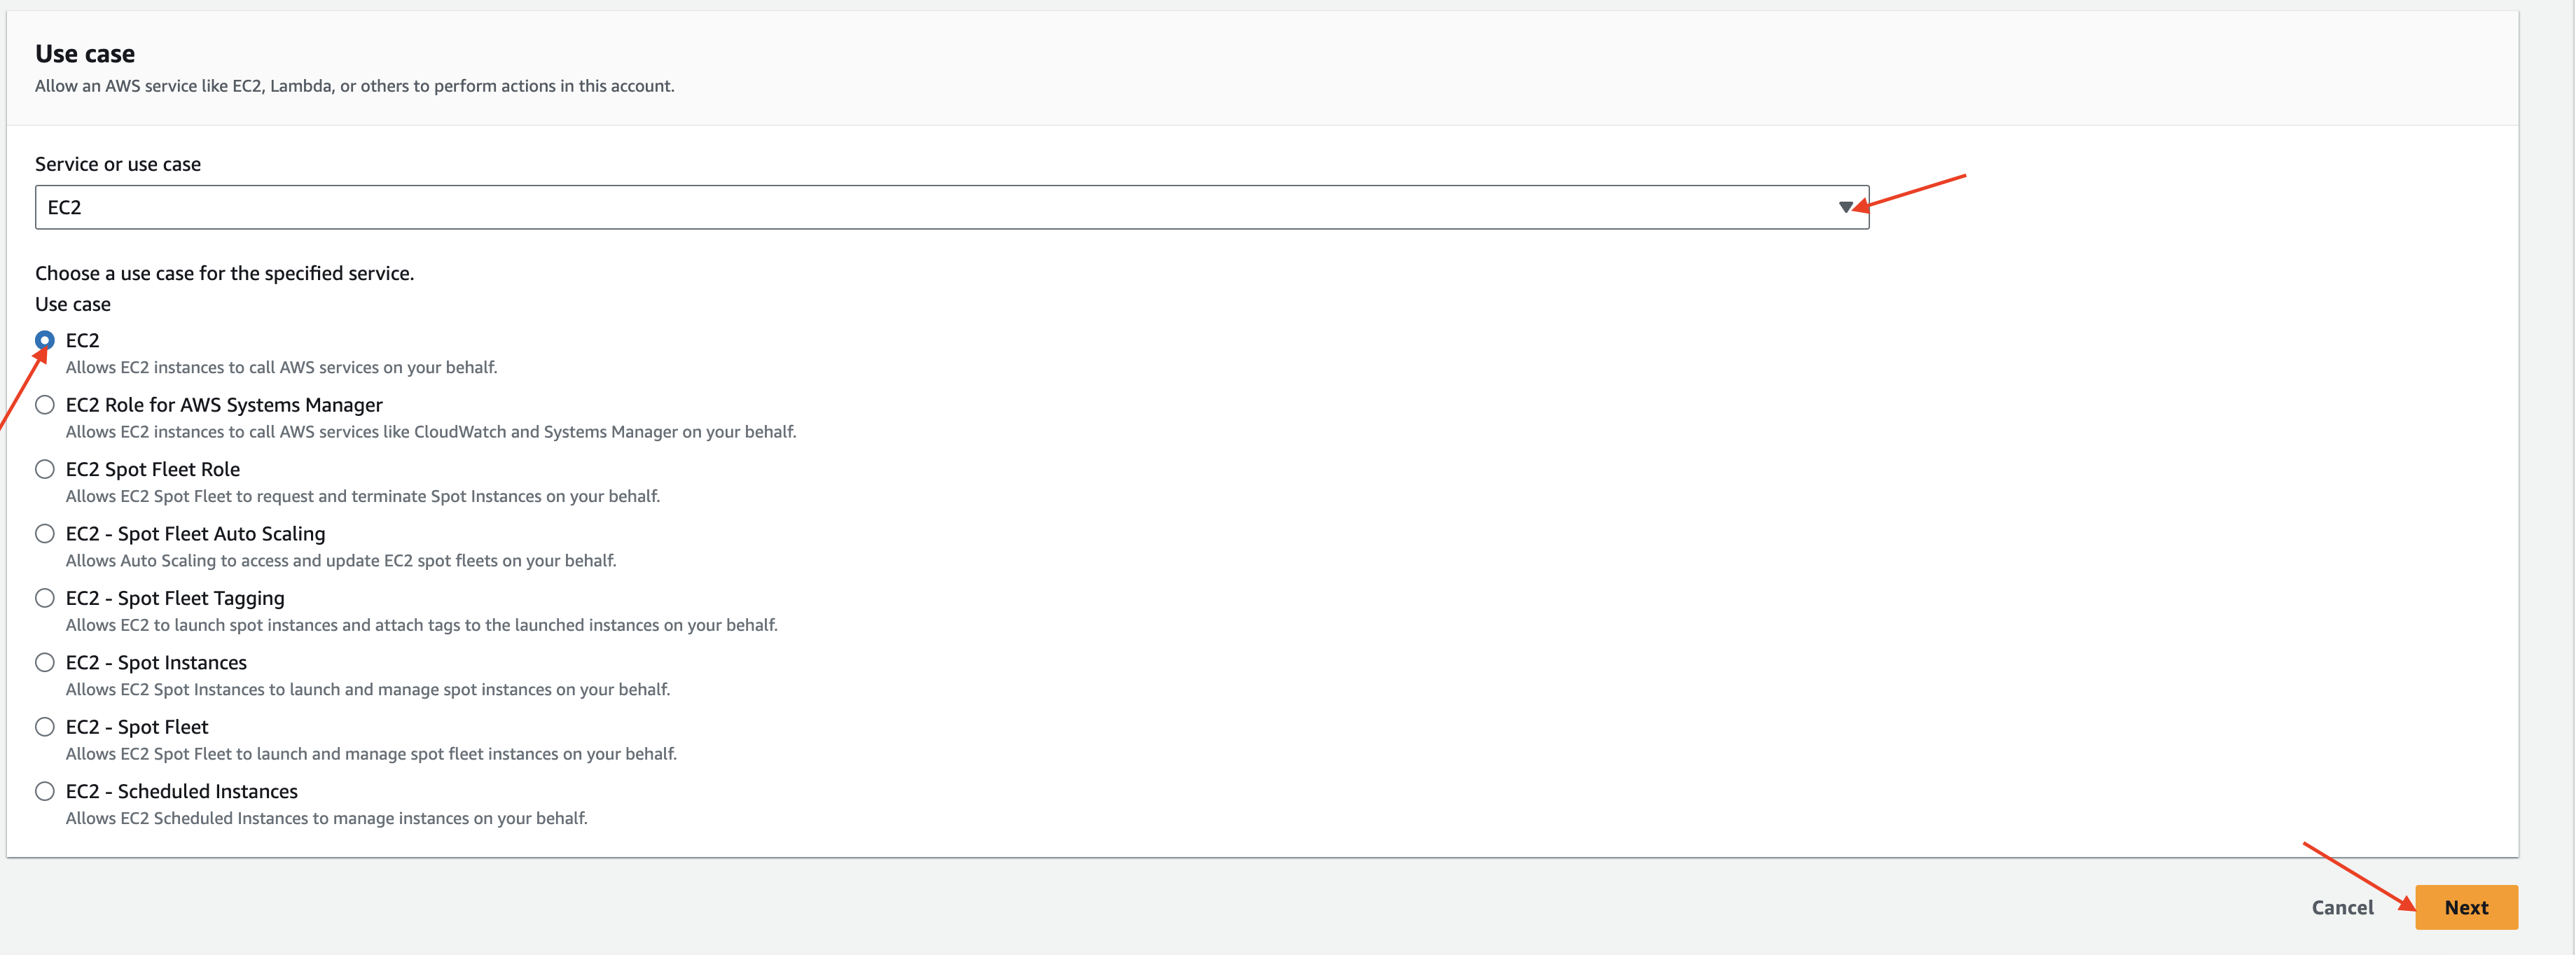 Use case
Allow an AWS service like EC2, Lambda, or others to perform actions in this account.
Service or use case
EC2
Choose a use case for the specified service.
Use case
EC2
Allows EC2 instances to call AWS services on your behalf.
EC2 Role for AWS Systems Manager
Allows EC2 instances to call AWS services like CloudWatch and Systems Manager on your behalf.
EC2 Spot Fleet Role
Allows EC2 Spot Fleet to request and terminate Spot Instances on your behalf.
EC2 - Spot Fleet Auto Scaling
Allows Auto Scaling to access and update EC2 spot fleets on your behalf.
EC2 - Spot Fleet Tagging
Allows EC2 to launch spot instances and attach tags to the launched instances on your behalf.
EC2 - Spot Instances
Allows EC2 Spot Instances to launch and manage spot instances on your behalf.
EC2 - Spot Fleet
Allows EC2 Spot Fleet to launch and manage spot fleet instances on your behalf.
EC2 - Scheduled Instances
Allows EC2 Scheduled Instances to manage instances on your behalf.
Cancel
Next